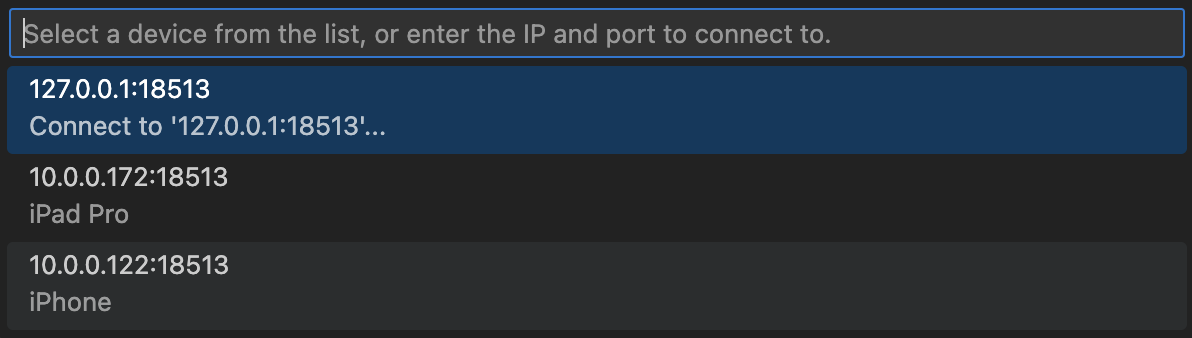 Select a device from the list, or enter the IP and port to connect to.
127.0.0.1:18513
Connect to '127.0.0.1:18513'...
10.0.0.172:18513
iPad Pro
10.0.0.122:18513
iPhone